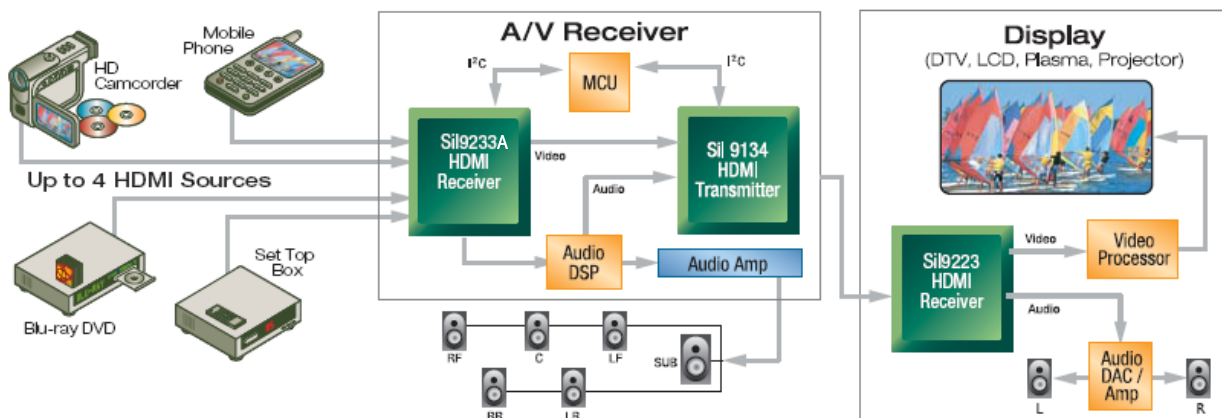 HD
Camcorder
Mobile
Phone
Up to 4 HDMI Sources
Blu-ray DVD
Set Top
Box
A/V Receiver
I²C
MCU
I²C
SiI9233A
HDMI
Receiver
Video
Audio
SiI 9134
HDMI
Transmitter
Audio
DSP
Audio Amp
RF
C
LF
SUB
RR
LR
Display
(DTV, LCD, Plasma, Projector)
SiI9223
HDMI
Receiver
Video
Audio
Video
Processor
Audio
DAC /
Amp
L
R